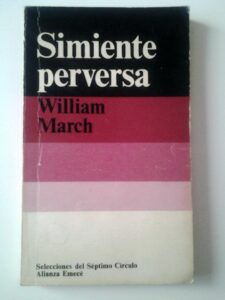 Simiente
perversa
William
March
Selecciones del Séptimo Círculo
Alianza Emecé